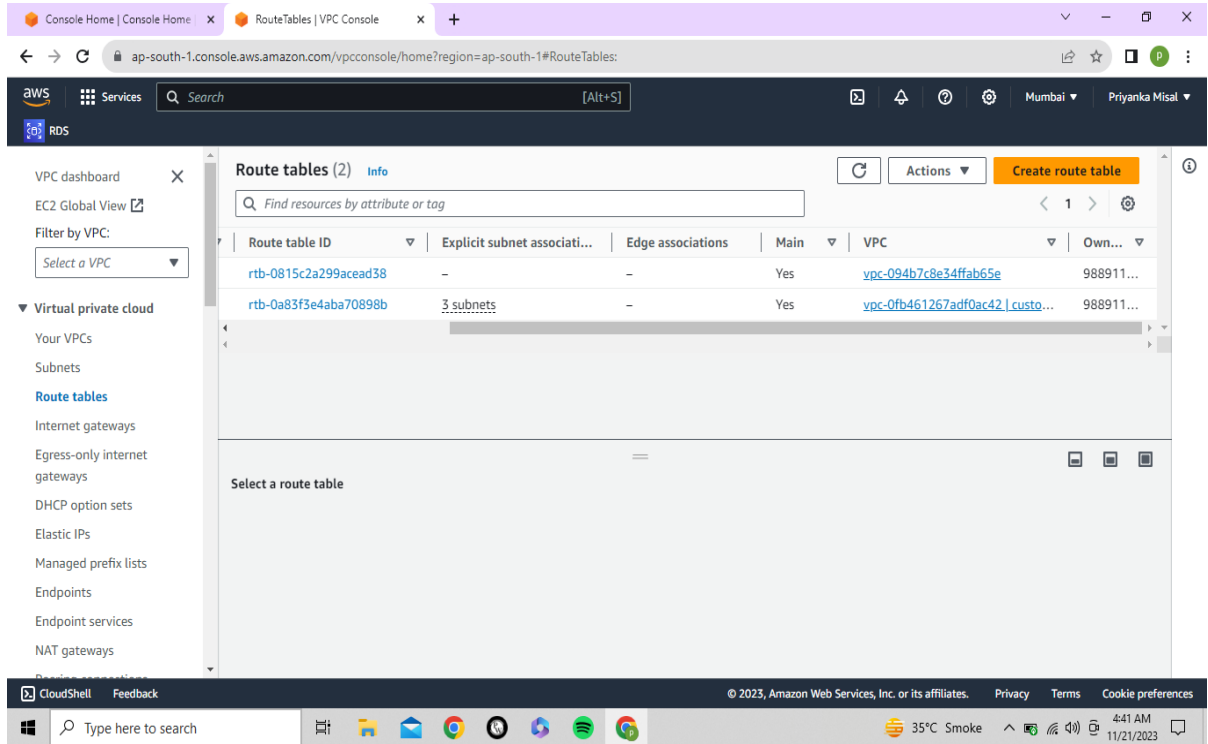 Console Home | Console Home | X RouteTables | VPC Console X +
ap-south-1.console.aws.amazon.com/vpcconsole/home?region=ap-south-1#RouteTables: P
aws Services Search [Alt+S] Mumbai ▼ Priyanka Misal ▼
RDS
VPC dashboard
EC2 Global View
Filter by VPC:
Select a VPC
Virtual private cloud
Your VPCs
Subnets
Route tables
Internet gateways
Egress-only internet
gateways
DHCP option sets
Elastic IPs
Managed prefix lists
Endpoints
Endpoint services
NAT gateways
Peering connections
Route tables (2) Info Actions ▼ Create route table
Find resources by attribute or tag 1
Route table ID Explicit subnet associati... Edge associations Main VPC Own...
rtb-0815c2a299acead38 – – Yes vpc-094b7c8e34ffab65e 988911...
rtb-0a83f3e4aba70898b 3 subnets – Yes vpc-0fb461267adf0ac42 | custo... 988911...
Select a route table
CloudShell Feedback © 2023, Amazon Web Services, Inc. or its affiliates. Privacy Terms Cookie preferences
Type here to search 35°C Smoke 4:41 AM
11/21/2023